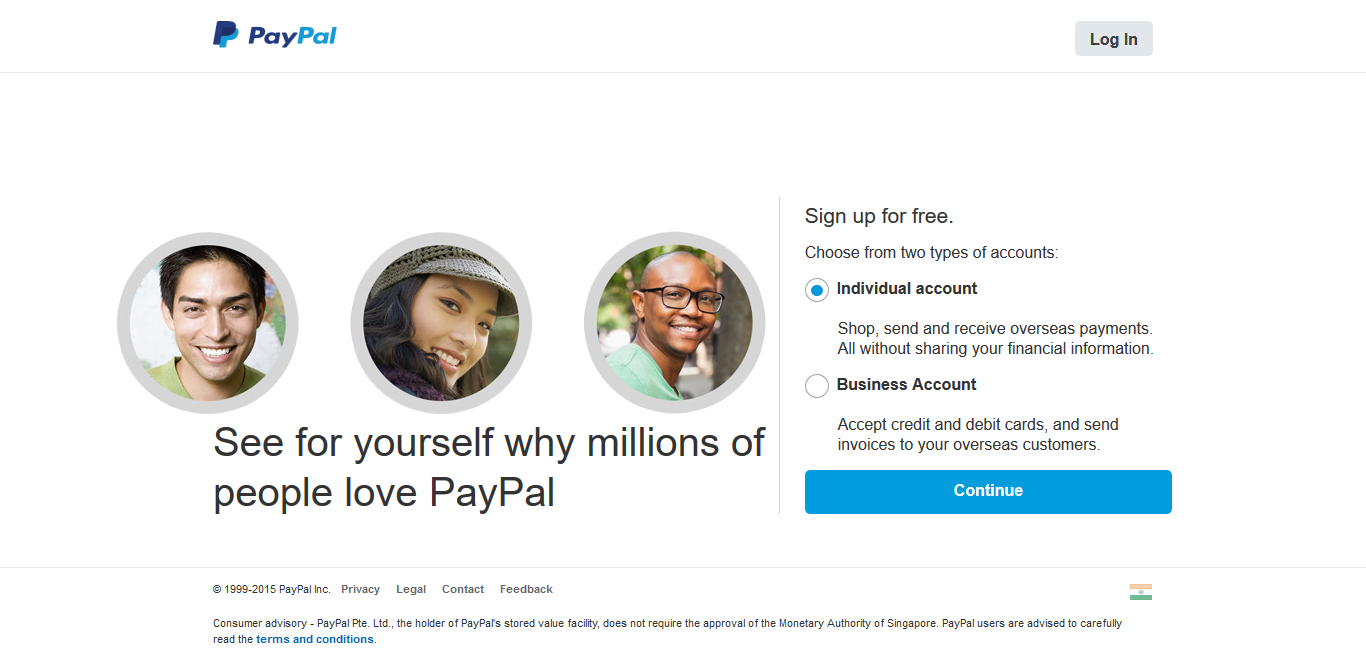 PayPal
Log In
See for yourself why millions of
people love PayPal
Sign up for free.
Choose from two types of accounts:
Individual account
Shop, send and receive overseas payments.
All without sharing your financial information.
Business Account
Accept credit and debit cards, and send
invoices to your overseas customers.
Continue
© 1999-2015 PayPal Inc. Privacy Legal Contact Feedback
Consumer advisory - PayPal Pte. Ltd., the holder of PayPal's stored value facility, does not require the approval of the Monetary Authority of Singapore. PayPal users are advised to carefully
read the terms and conditions.